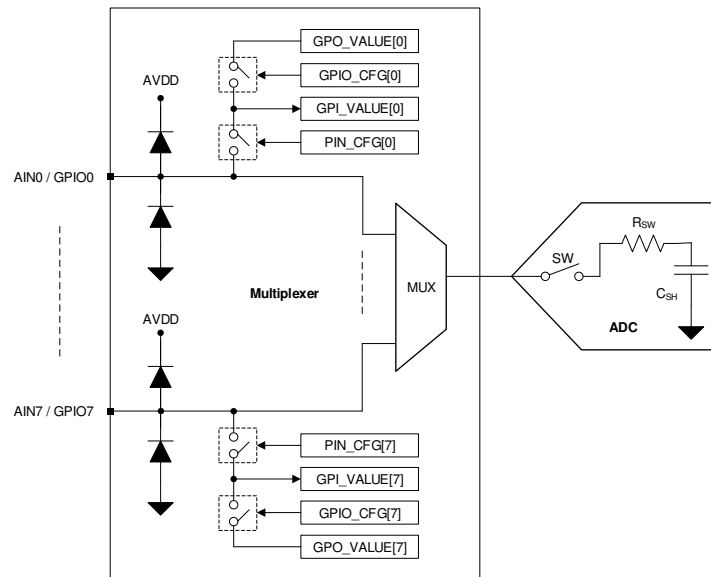 GPO_VALUE[0]
GPIO_CFG[0]
GPI_VALUE[0]
PIN_CFG[0]
AVDD
AIN0 / GPIO0
Multiplexer
MUX
SW
RSW
CSH
ADC
AVDD
AIN7 / GPIO7
PIN_CFG[7]
GPI_VALUE[7]
GPIO_CFG[7]
GPO_VALUE[7]